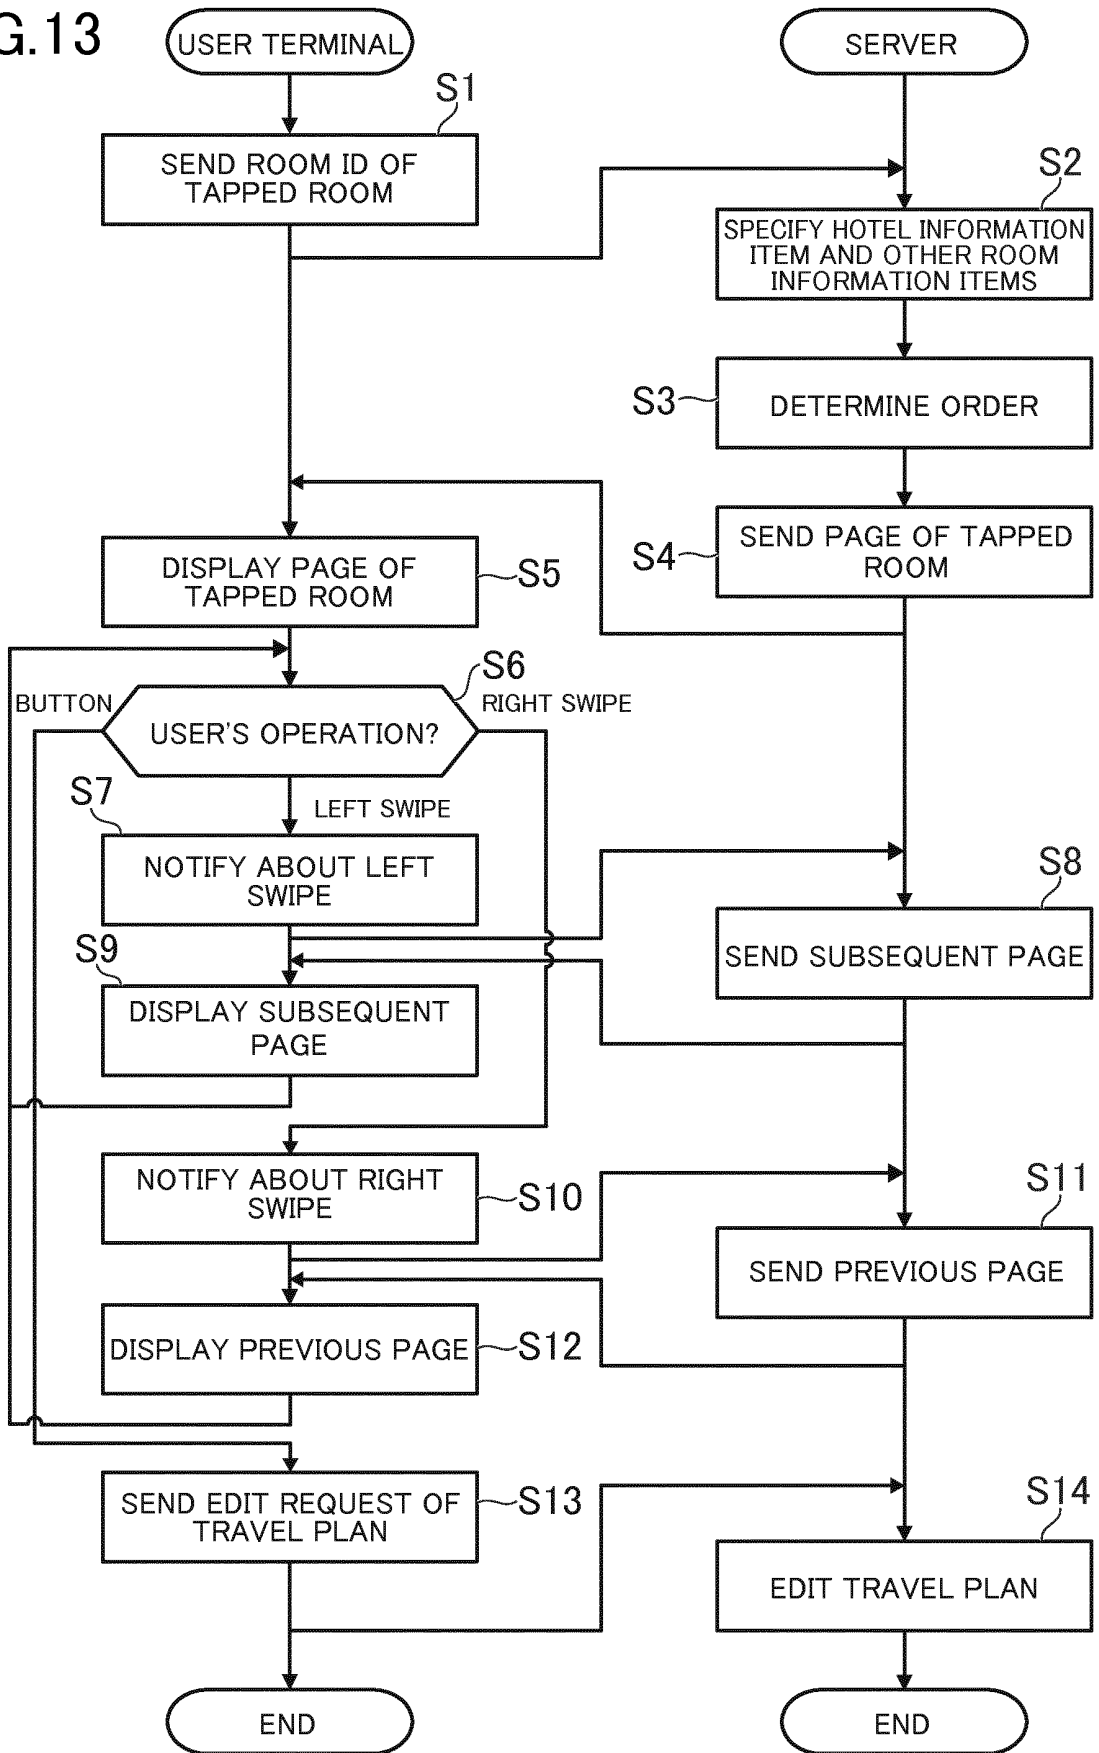 G.13
USER TERMINAL
SERVER
S1
SEND ROOM ID OF
TAPPED ROOM
S2
SPECIFY HOTEL INFORMATION
ITEM AND OTHER ROOM
INFORMATION ITEMS
S3
DETERMINE ORDER
S4
SEND PAGE OF TAPPED
ROOM
DISPLAY PAGE OF
TAPPED ROOM
S5
S6
BUTTON
RIGHT SWIPE
USER'S OPERATION?
LEFT SWIPE
S7
NOTIFY ABOUT LEFT
SWIPE
S8
SEND SUBSEQUENT PAGE
S9
DISPLAY SUBSEQUENT
PAGE
NOTIFY ABOUT RIGHT
SWIPE
S10
S11
SEND PREVIOUS PAGE
DISPLAY PREVIOUS PAGE
S12
SEND EDIT REQUEST OF
TRAVEL PLAN
S13
S14
EDIT TRAVEL PLAN
END
END